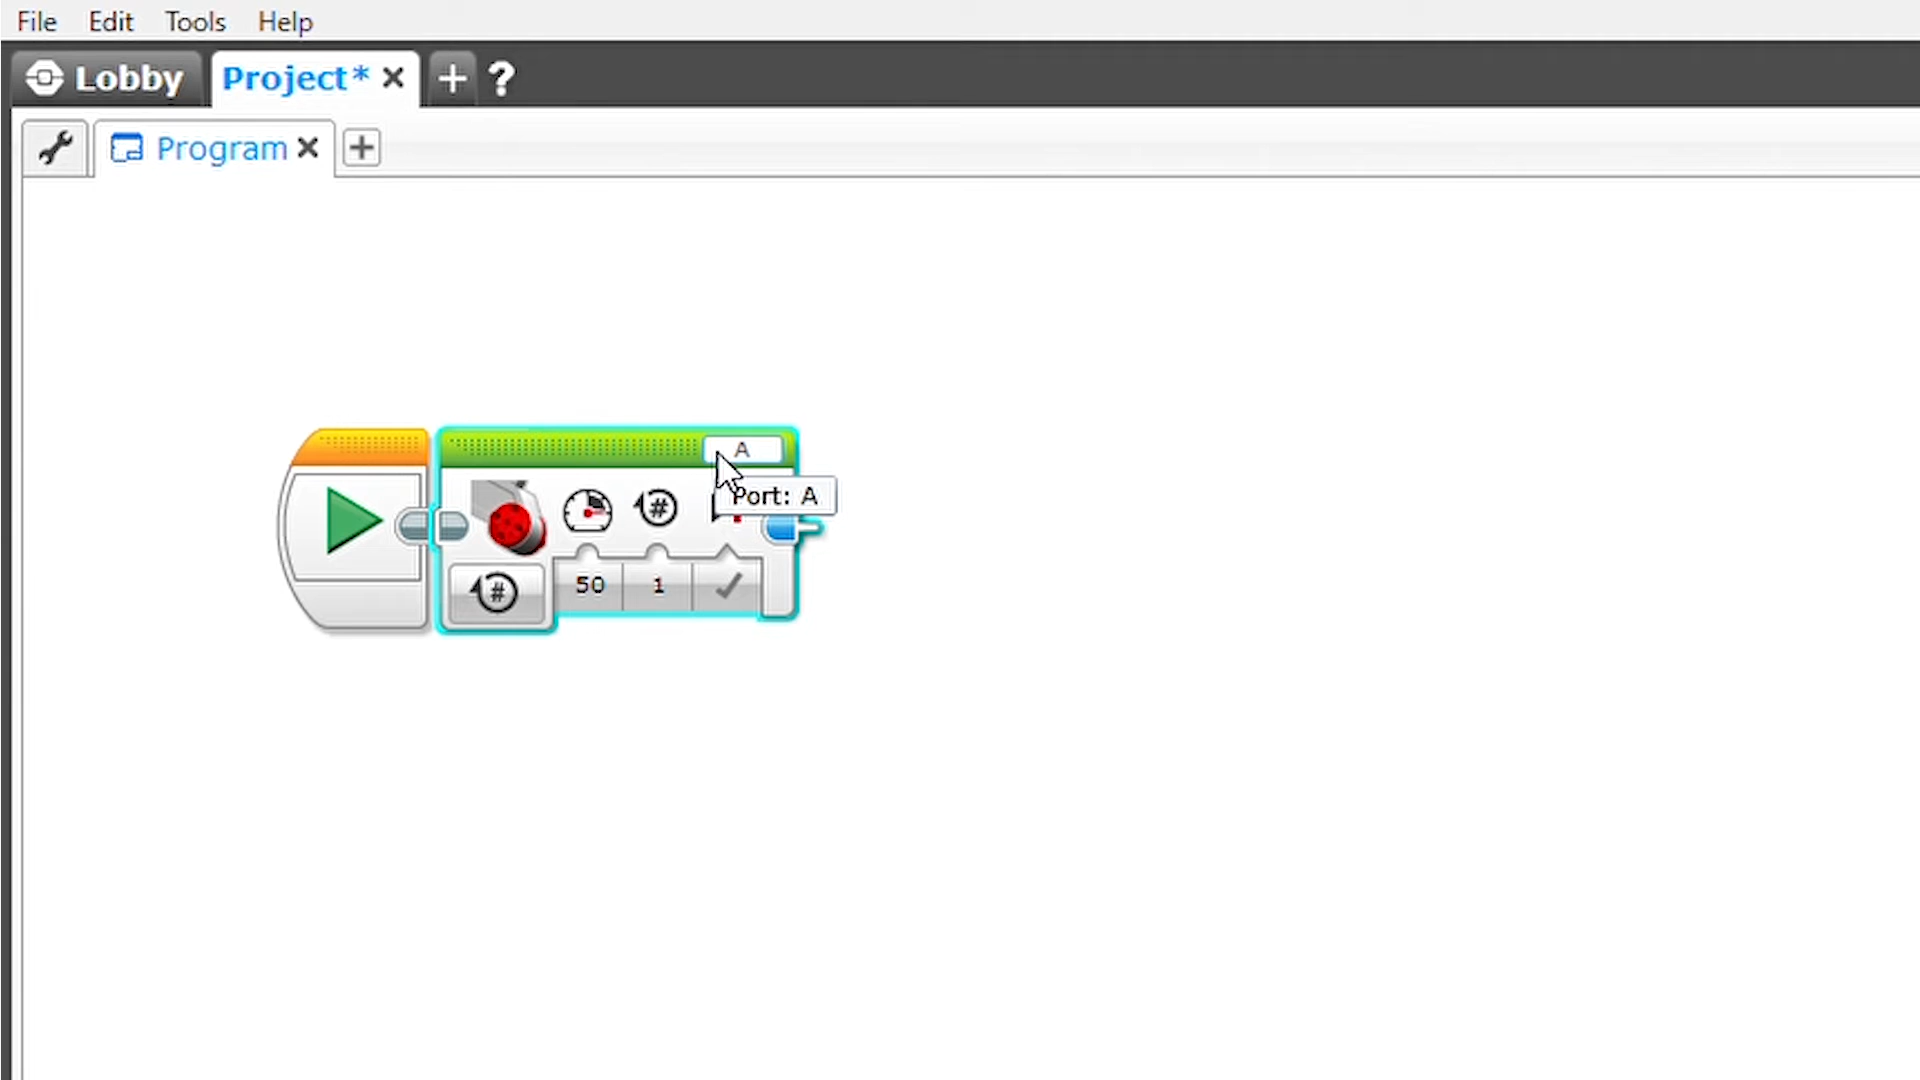 File Edit Tools Help
Lobby Project* × + ?
Program × +
A
Port: A
#
# 50 1